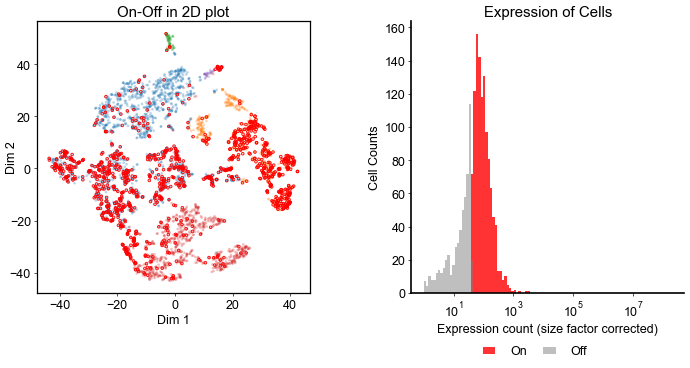 On-Off in 2D plot
Dim 2
40
20
0
−20
−40
−40 −20 0 20 40
Dim 1
Expression of Cells
Cell Counts
160
140
120
100
80
60
40
20
0
10^1 10^3 10^5 10^7
Expression count (size factor corrected)
On Off